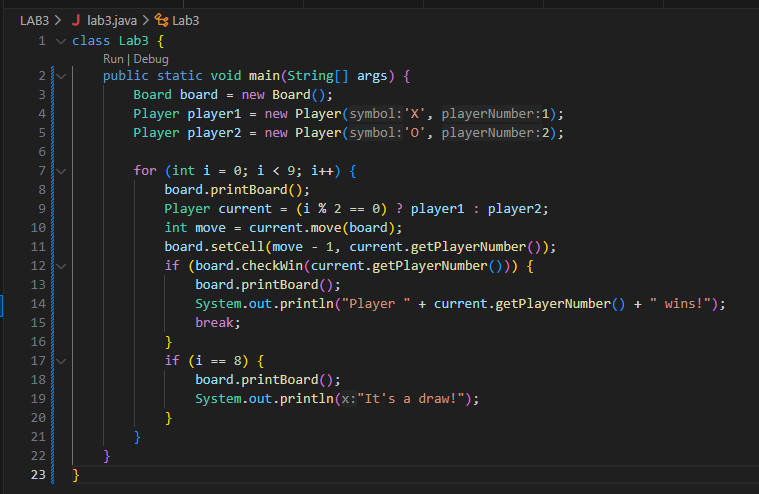 LAB3 > J lab3.java > Lab3
1 class Lab3 {
Run | Debug
2 public static void main(String[] args) {
3 Board board = new Board();
4 Player player1 = new Player(symbol:'X', playerNumber:1);
5 Player player2 = new Player(symbol:'O', playerNumber:2);
6
7 for (int i = 0; i < 9; i++) {
8 board.printBoard();
9 Player current = (i % 2 == 0) ? player1 : player2;
10 int move = current.move(board);
11 board.setCell(move - 1, current.getPlayerNumber());
12 if (board.checkWin(current.getPlayerNumber())) {
13 board.printBoard();
14 System.out.println("Player " + current.getPlayerNumber() + " wins!");
15 break;
16 }
17 if (i == 8) {
18 board.printBoard();
19 System.out.println(x:"It's a draw!");
20 }
21 }
22 }
23 }